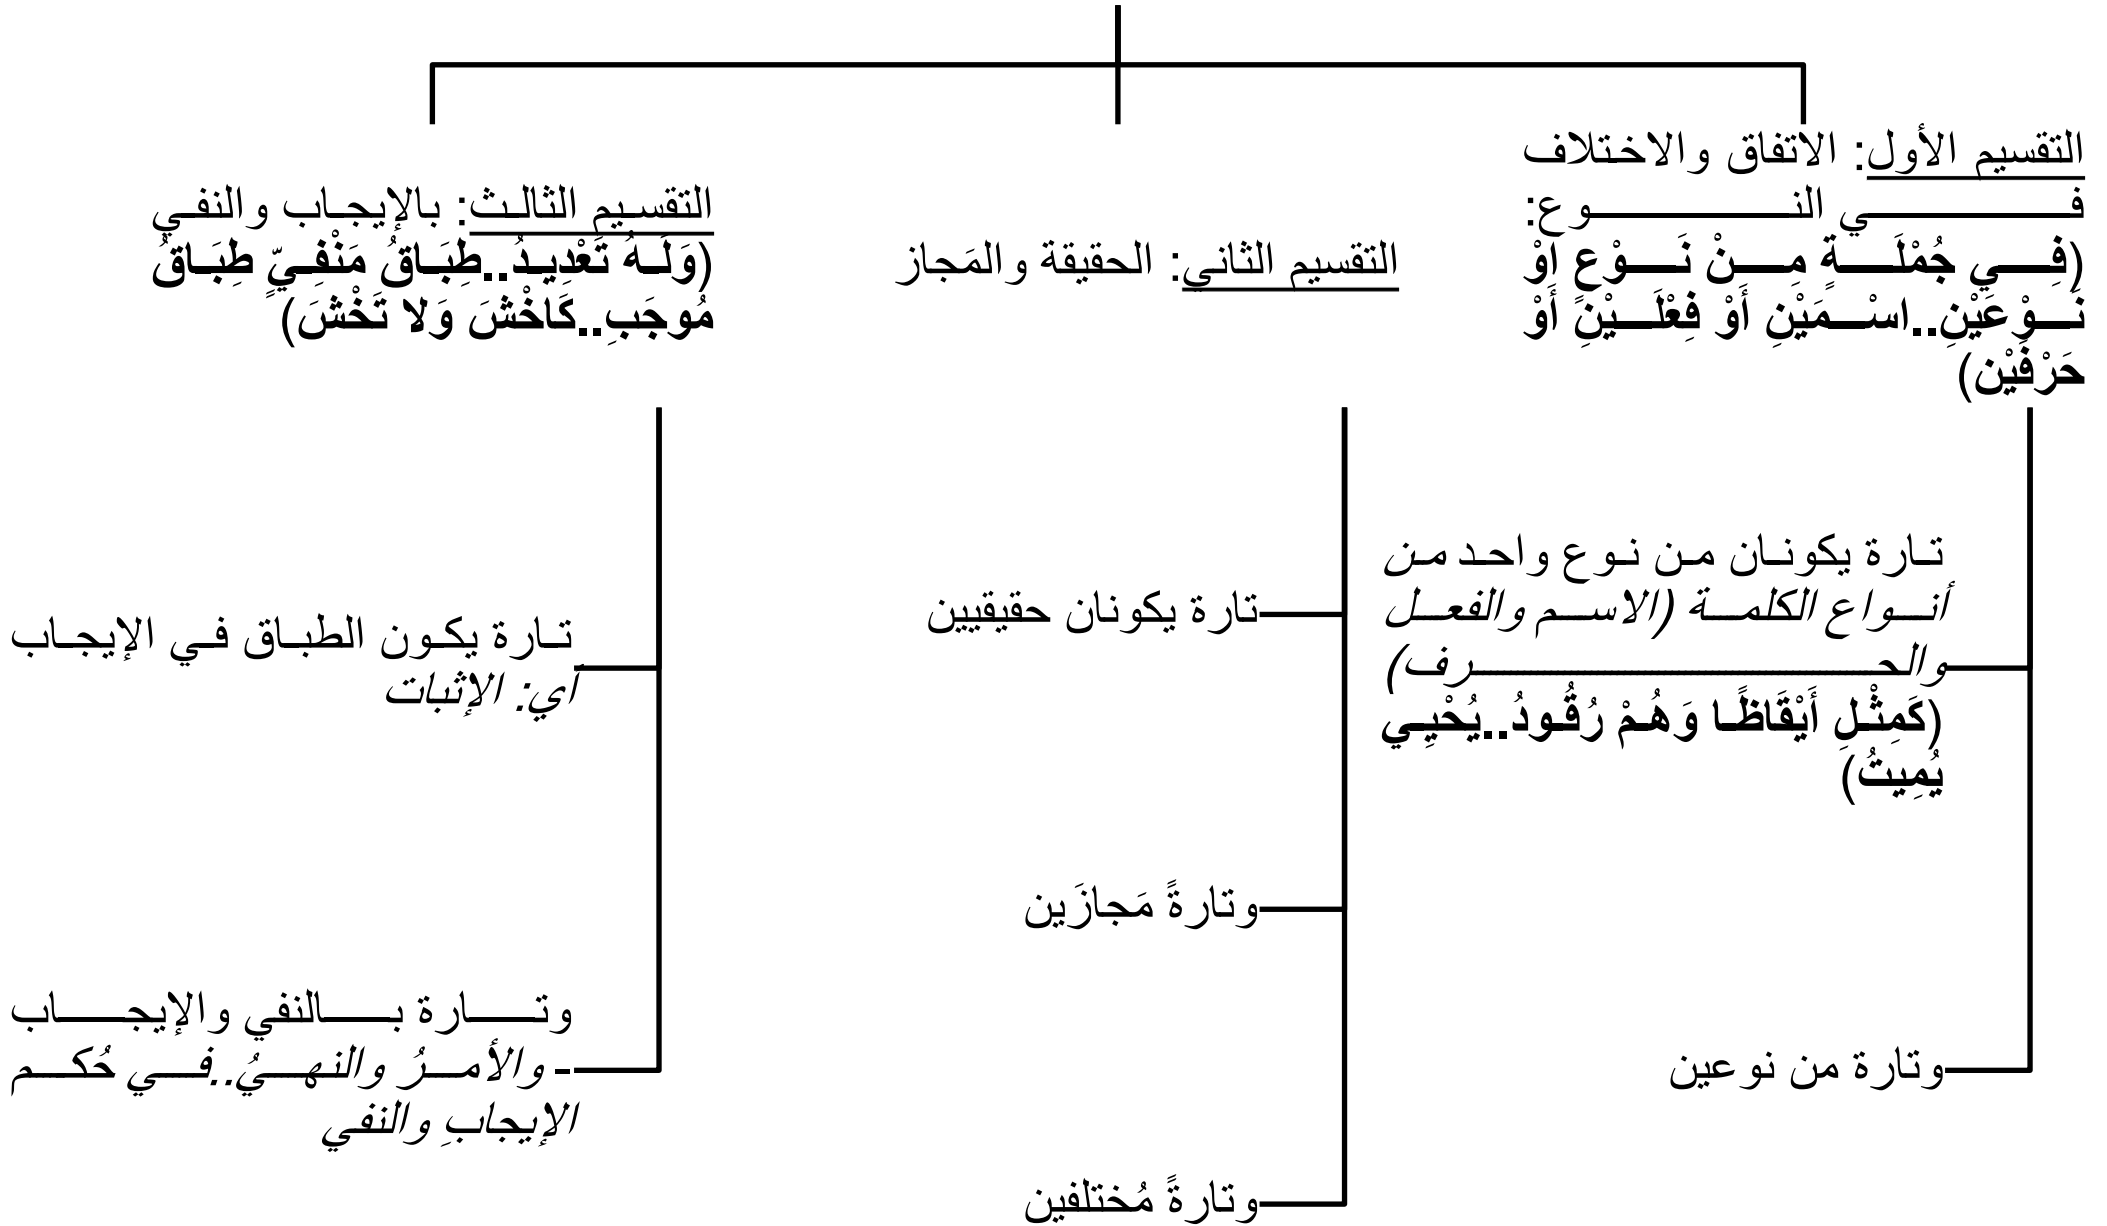 التقسيم الأول: الاتفاق والاختلاف
في النوع:
(فِي جُمْلَةٍ مِنْ نَوْعٍ اوْ
نَوْعَيْنِ..اسْمَيْنِ أَوْ فِعْلَيْنِ أَوْ
حَرْفَيْن)
تارة يكونان من نوع واحد من
أنواع الكلمة (الاسم والفعل
والحرف)
(كَمِثْلِ أَيْقَاظًا وَهُمْ رُقُودُ..يُحْيِي
يُمِيتُ)
وتارة من نوعين
التقسيم الثاني: الحقيقة والمَجاز
تارة يكونان حقيقيين
وتارةً مَجازَين
وتارةً مُختلفين
التقسيم الثالث: بالإيجاب والنفي
(وَلَهُ تَعْدِيدُ..طِبَاقُ مَنْفِيٍّ طِبَاقُ
مُوجَبِ..كَاخْشَ وَلا تَخْشَ)
تارة يكون الطباق في الإيجاب
أي: الإثبات
وتارة بالنفي والإيجاب
- والأمرُ والنهيُ..في حُكم
الإيجابِ والنفي